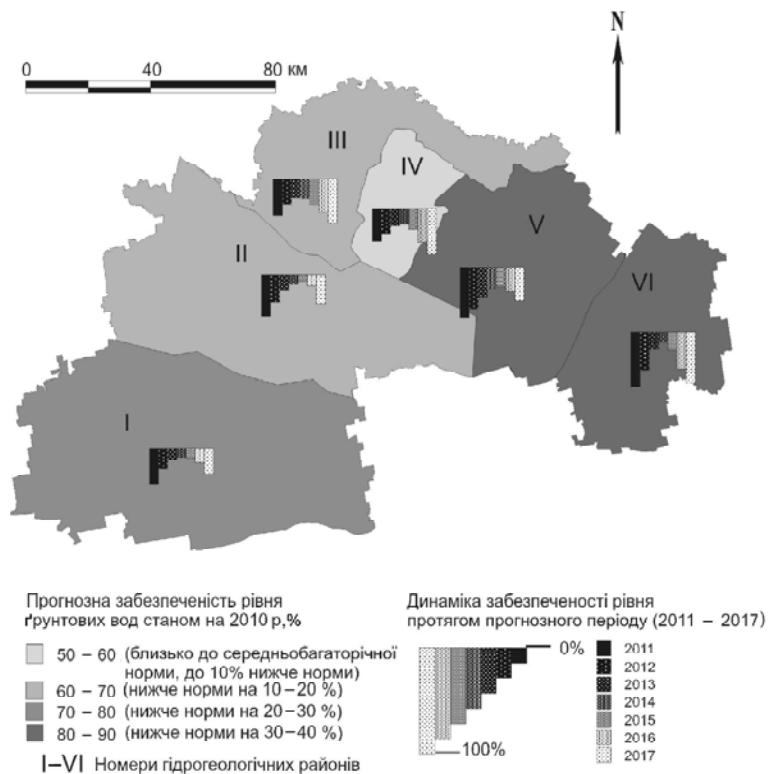 N
0 40 80 км
III
IV
II
V
VI
I
Прогнозна забезпеченість рівня
ґрунтових вод станом на 2010 р,%
50 – 60 (близько до середньобагаторічної
норми, до 10% нижче норми)
60 – 70 (нижче норми на 10–20 %)
70 – 80 (нижче норми на 20–30 %)
80 – 90 (нижче норми на 30–40 %)
I–VI Номери гідрогеологічних районів
Динаміка забезпеченості рівня
протягом прогнозного періоду (2011 – 2017)
0%
100%
2011
2012
2013
2014
2015
2016
2017